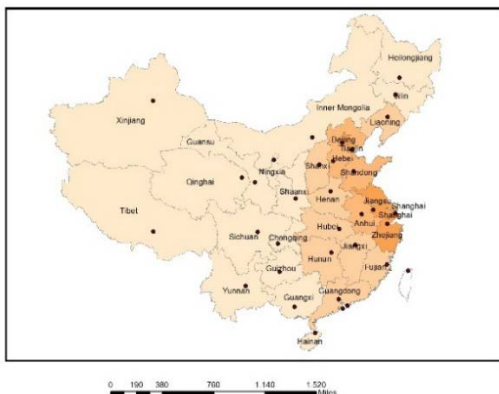 Heilongjiang
Jilin
Inner Mongolia
Liaoning
Xinjiang
Gansu
Beijing
Tianjin
Hebei
Ningxia
Shanxi
Shandong
Qinghai
Shaanxi
Henan
Jiangsu
Shanghai
Shanghai
Tibet
Anhui
Hubei
Sichuan
Chongqing
Zhejiang
Hunan
Jiangxi
Guizhou
Fujian
Yunnan
Guangxi
Guangdong
Hainan
0 190 380 760 1.140 1.520
Miles